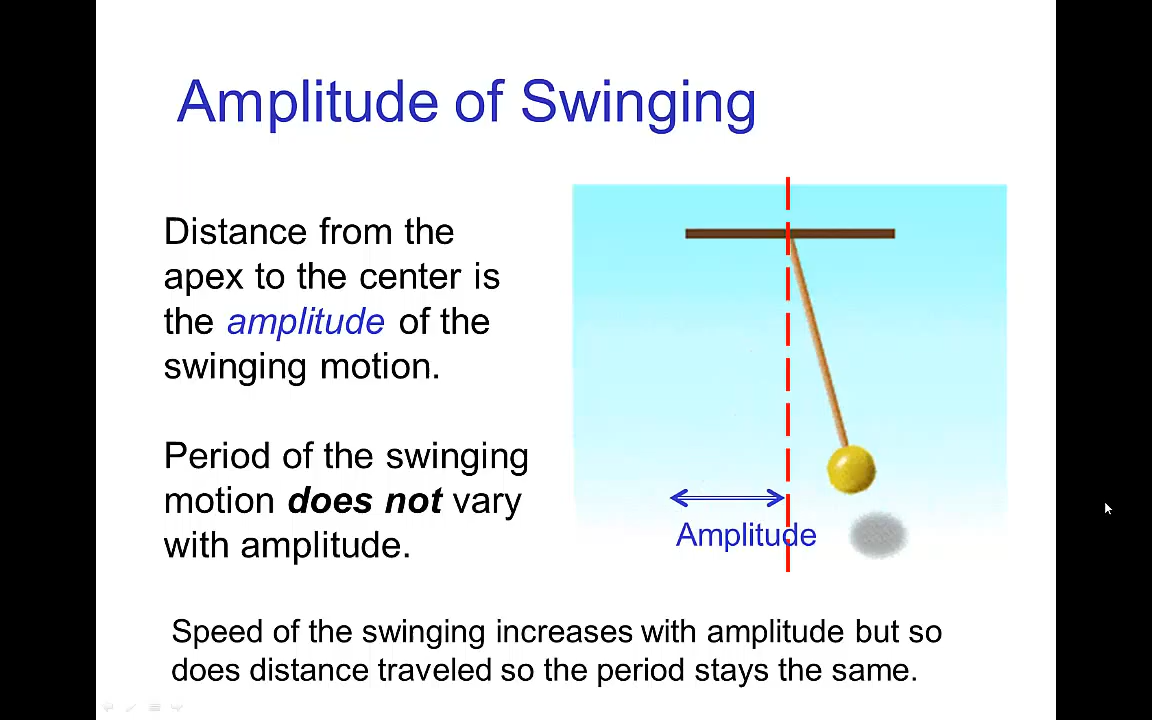 Amplitude of Swinging
Distance from the
apex to the center is
the amplitude of the
swinging motion.
Period of the swinging
motion does not vary
with amplitude.
Amplitude
Speed of the swinging increases with amplitude but so
does distance traveled so the period stays the same.